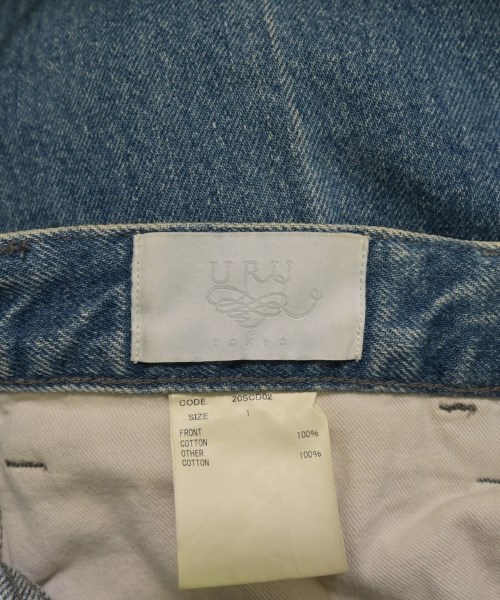 URU
TOKYO
CODE. 20SCD02
SIZE 1
FRONT
COTTON 100%
OTHER
COTTON 100%